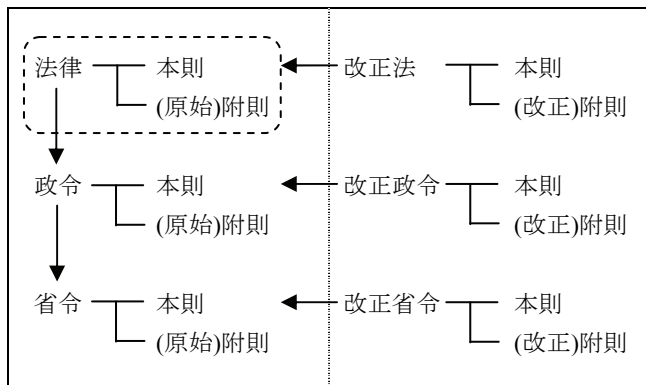 法律 本則 改正法 本則
(原始)附則 (改正)附則
政令 本則 改正政令 本則
(原始)附則 (改正)附則
省令 本則 改正省令 本則
(原始)附則 (改正)附則